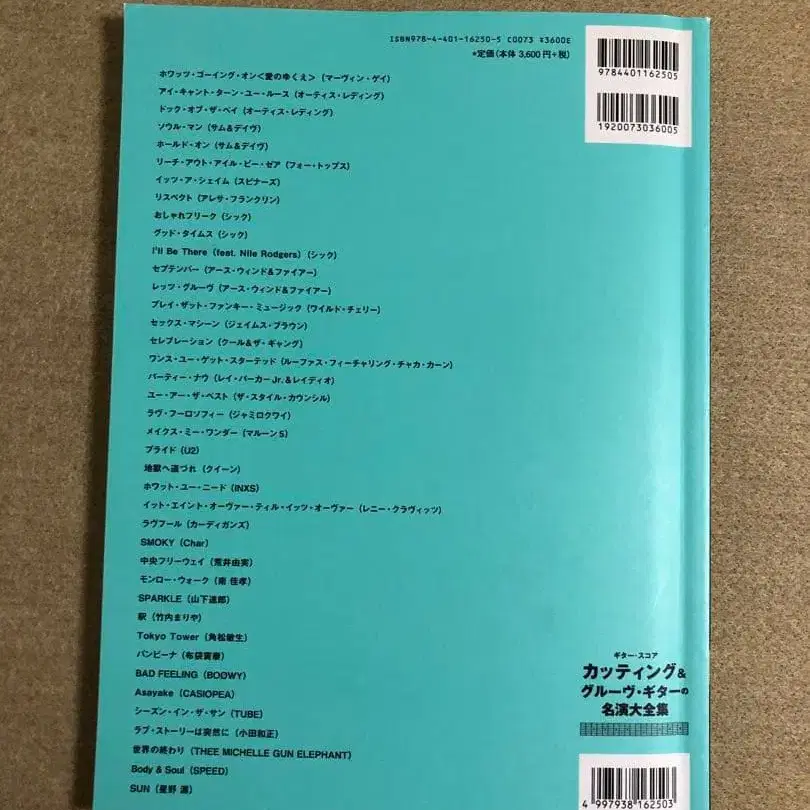 ISBN978-4-401-16250-5 C0073 ¥3600E
*定価(本体 3,600 円+税)
9784401162505
1920073036005
ホワッツ・ゴーイング・オン<愛のゆくえ>(マーヴィン・ゲイ)
アイ・キャント・ターン・ユー・ルース(オーティス・レディング)
ドック・オブ・ザ・ベイ(オーティス・レディング)
ソウル・マン(サム&デイヴ)
ホールド・オン(サム&デイヴ)
リーチ・アウト・アイル・ビー・ゼア(フォー・トップス)
イッツ・ア・シェイム(スピナーズ)
リスペクト(アレサ・フランクリン)
おしゃれフリーク(シック)
グッド・タイムス(シック)
I'll Be There(feat. Nile Rodgers)(シック)
セプテンバー(アース・ウィンド&ファイアー)
レッツ・グルーヴ(アース・ウィンド&ファイアー)
プレイ・ザット・ファンキー・ミュージック(ワイルド・チェリー)
セックス・マシーン(ジェイムス・ブラウン)
セレブレーション(クール&ザ・ギャング)
ワンス・ユー・ゲット・スターテッド(ルーファス・フィーチャリング・チャカ・カーン)
パーティー・ナウ(レイ・パーカーJr.&レイディオ)
ユー・アー・ザ・ベスト(ザ・スタイル・カウンシル)
ラヴ・フーロソフィー(ジャミロクワイ)
メイクス・ミー・ワンダー(マルーン5)
プライド(U2)
地獄へ道づれ(クイーン)
ホワット・ユー・ニード(INXS)
イット・エイント・オーヴァー・ティル・イッツ・オーヴァー(レニー・クラヴィッツ)
ラヴフール(カーディガンズ)
SMOKY(Char)
中央フリーウェイ(荒井由実)
モンロー・ウォーク(南 佳孝)
SPARKLE(山下達郎)
駅(竹内まりや)
Tokyo Tower(角松敏生)
バンビーナ(布袋寅泰)
BAD FEELING(BOØWY)
Asayake(CASIOPEA)
シーズン・イン・ザ・サン(TUBE)
ラブ・ストーリーは突然に(小田和正)
世界の終わり(THEE MICHELLE GUN ELEPHANT)
Body & Soul(SPEED)
SUN(星野 源)
ギター・スコア
カッティング&
グルーヴ・ギターの
名演大全集
4997938162503